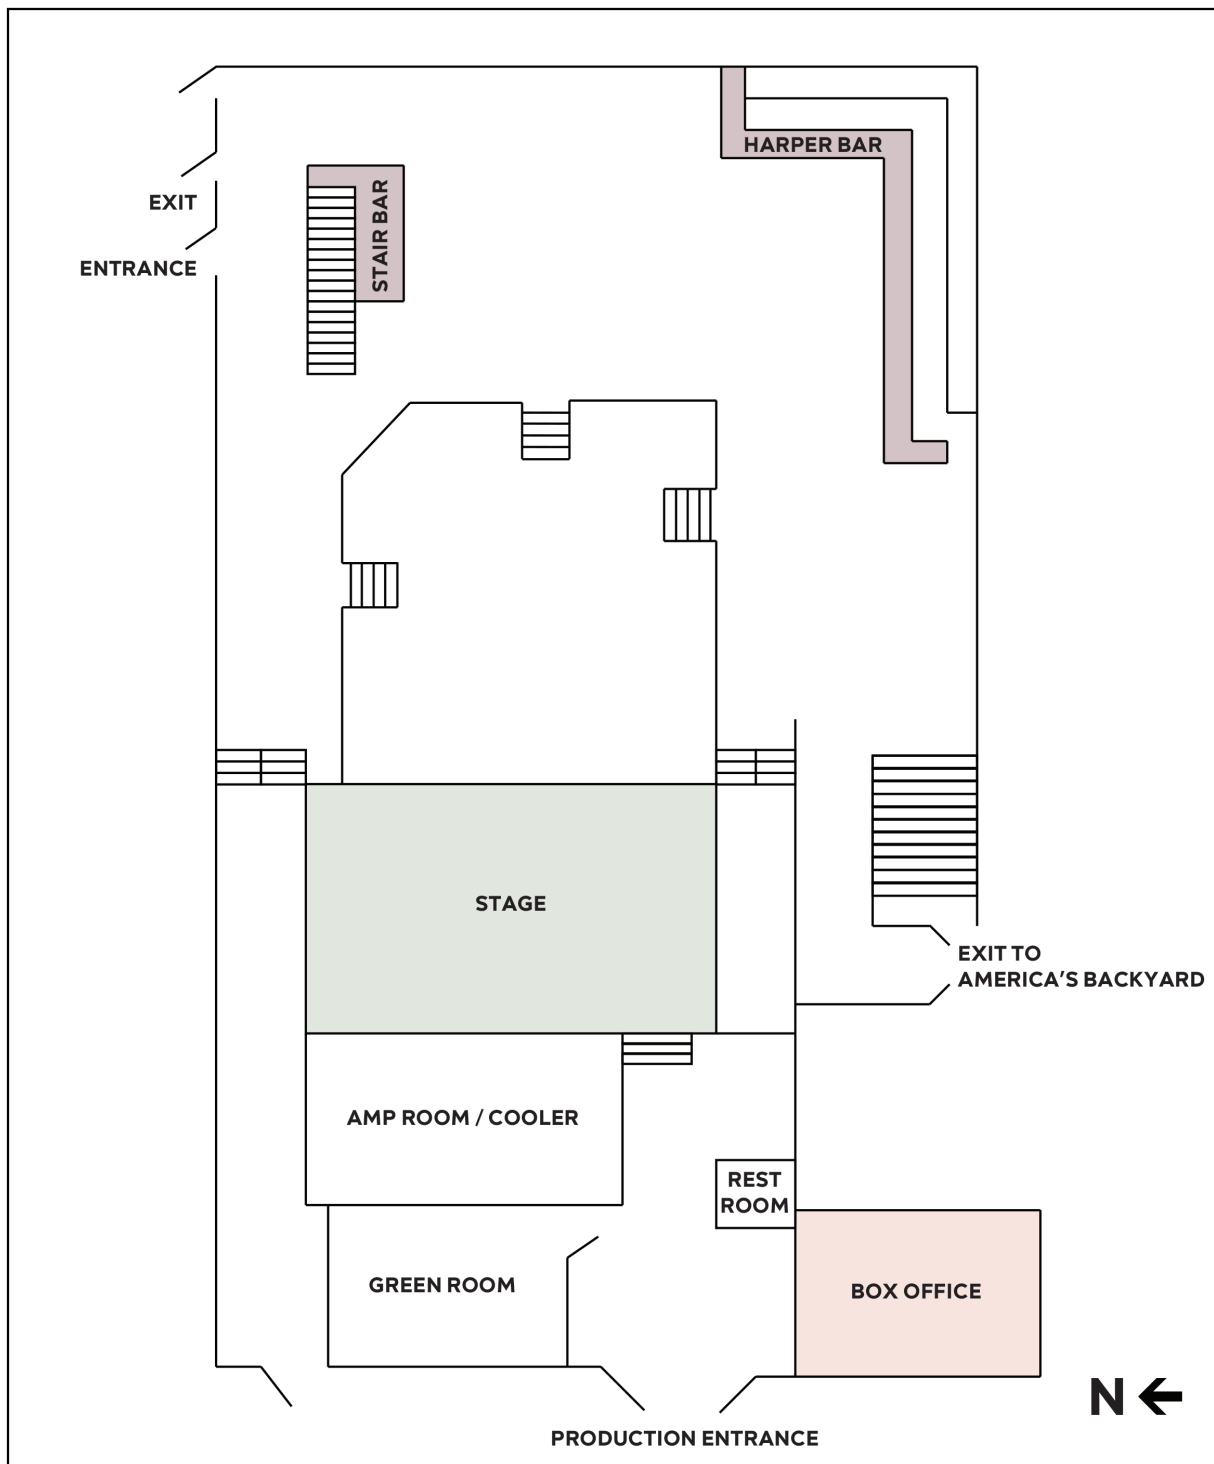 HARPER BAR
STAIR BAR
EXIT
ENTRANCE
STAGE
EXIT TO
AMERICA'S BACKYARD
AMP ROOM / COOLER
REST
ROOM
GREEN ROOM
BOX OFFICE
N
PRODUCTION ENTRANCE